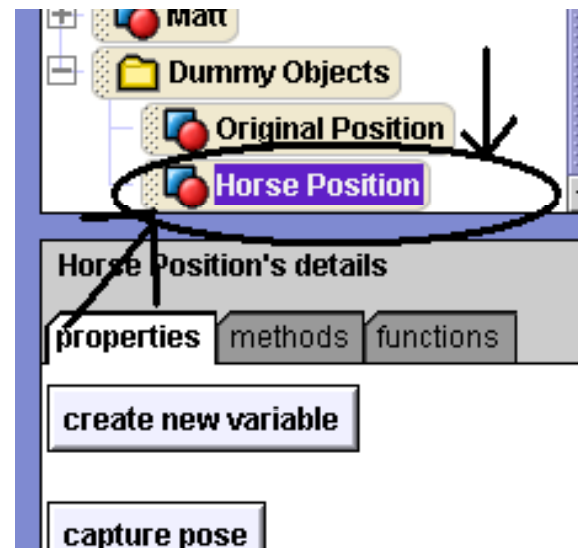 Matt
Dummy Objects
Original Position
Horse Position
Horse Position's details
properties methods functions
create new variable
capture pose